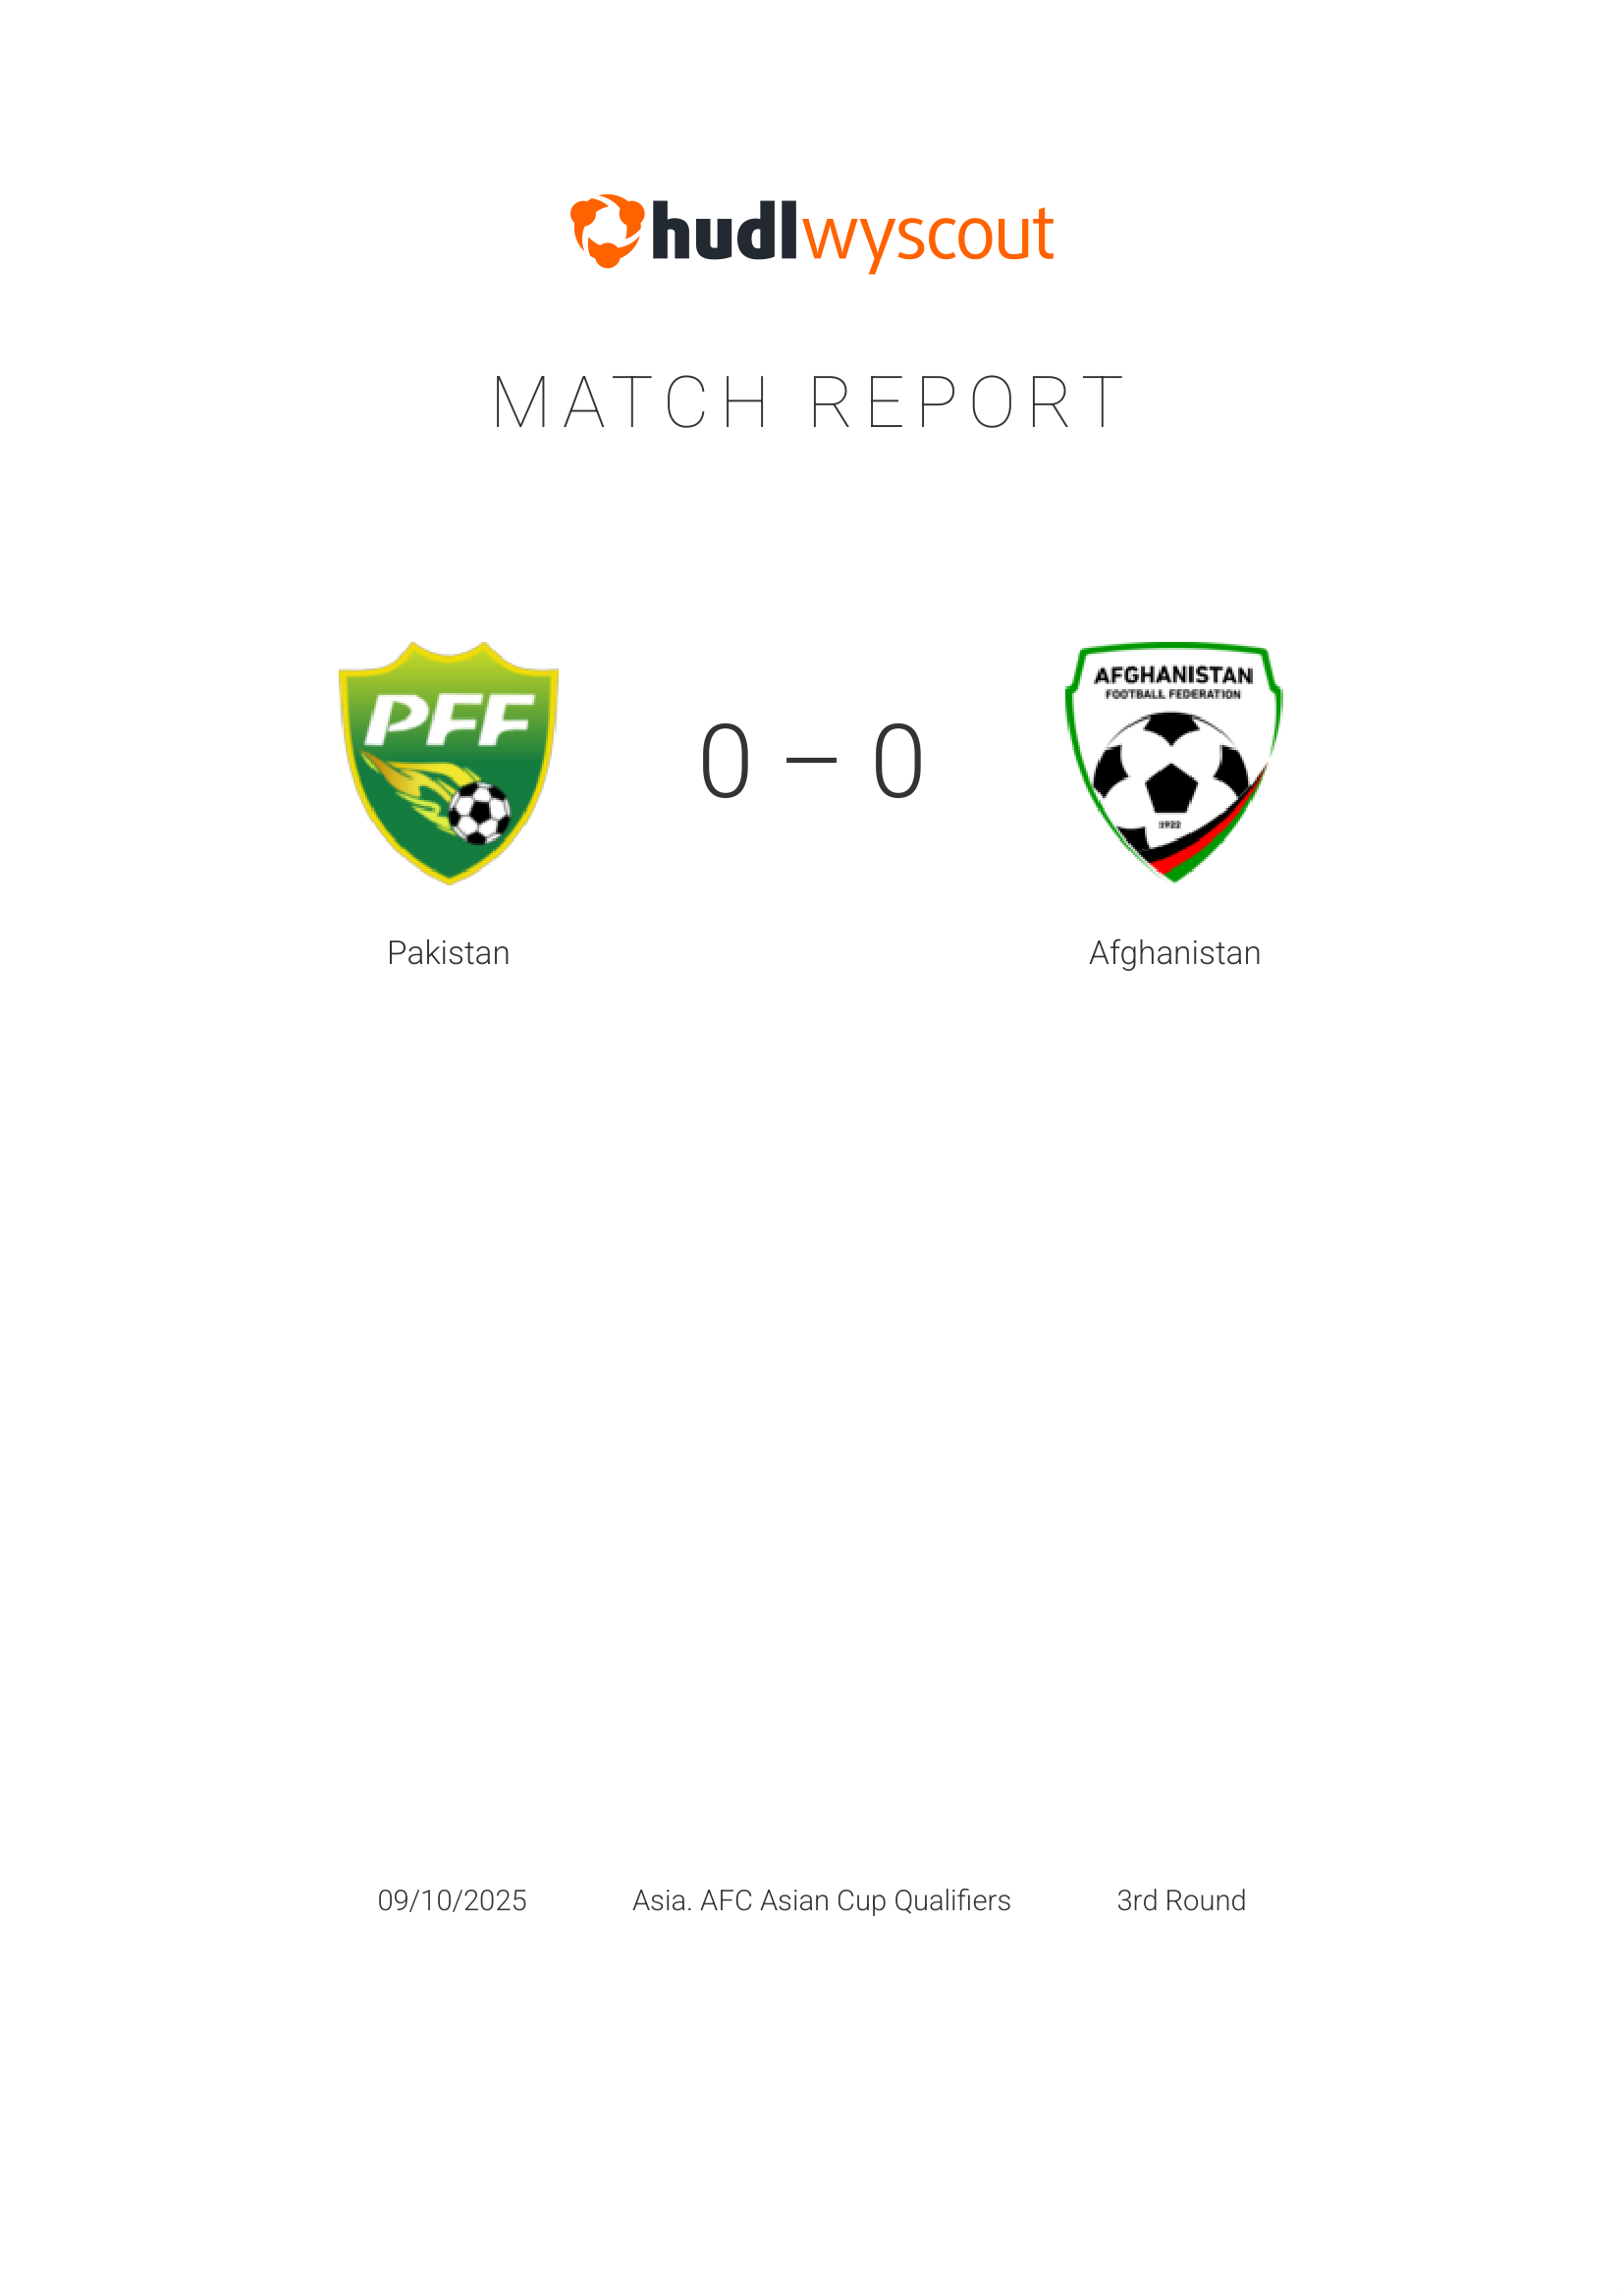 hudlwyscout
MATCH REPORT
PFF
AFGHANISTAN
FOOTBALL FEDERATION
1922
0 – 0
Pakistan
Afghanistan
09/10/2025
Asia. AFC Asian Cup Qualifiers
3rd Round